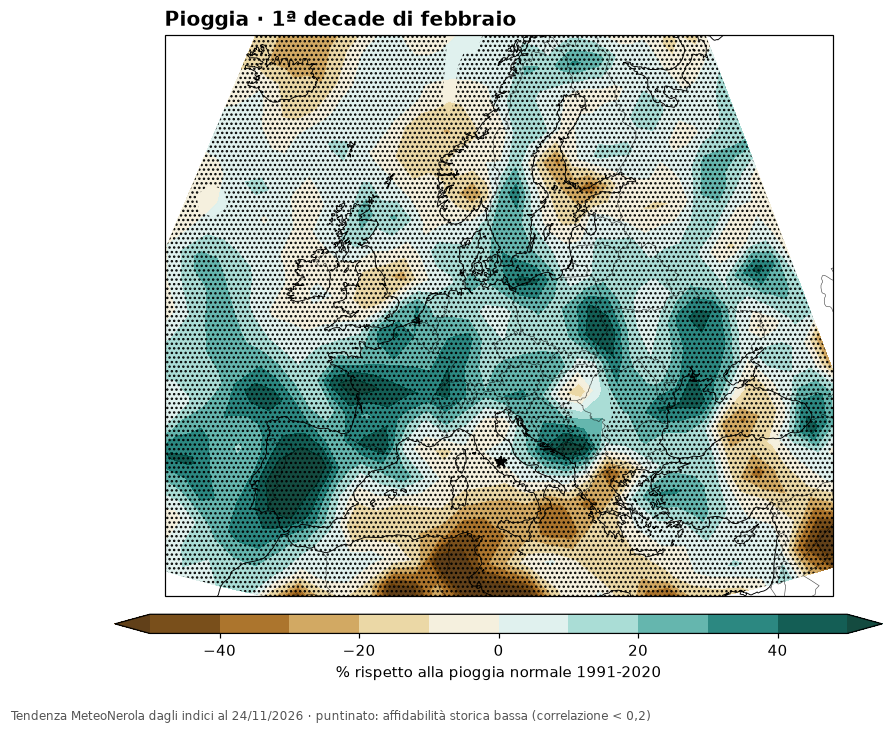 Pioggia · 1ª decade di febbraio
−40 −20 0 20 40
% rispetto alla pioggia normale 1991-2020
Tendenza MeteoNerola dagli indici al 24/11/2026 · puntinato: affidabilità storica bassa (correlazione < 0,2)